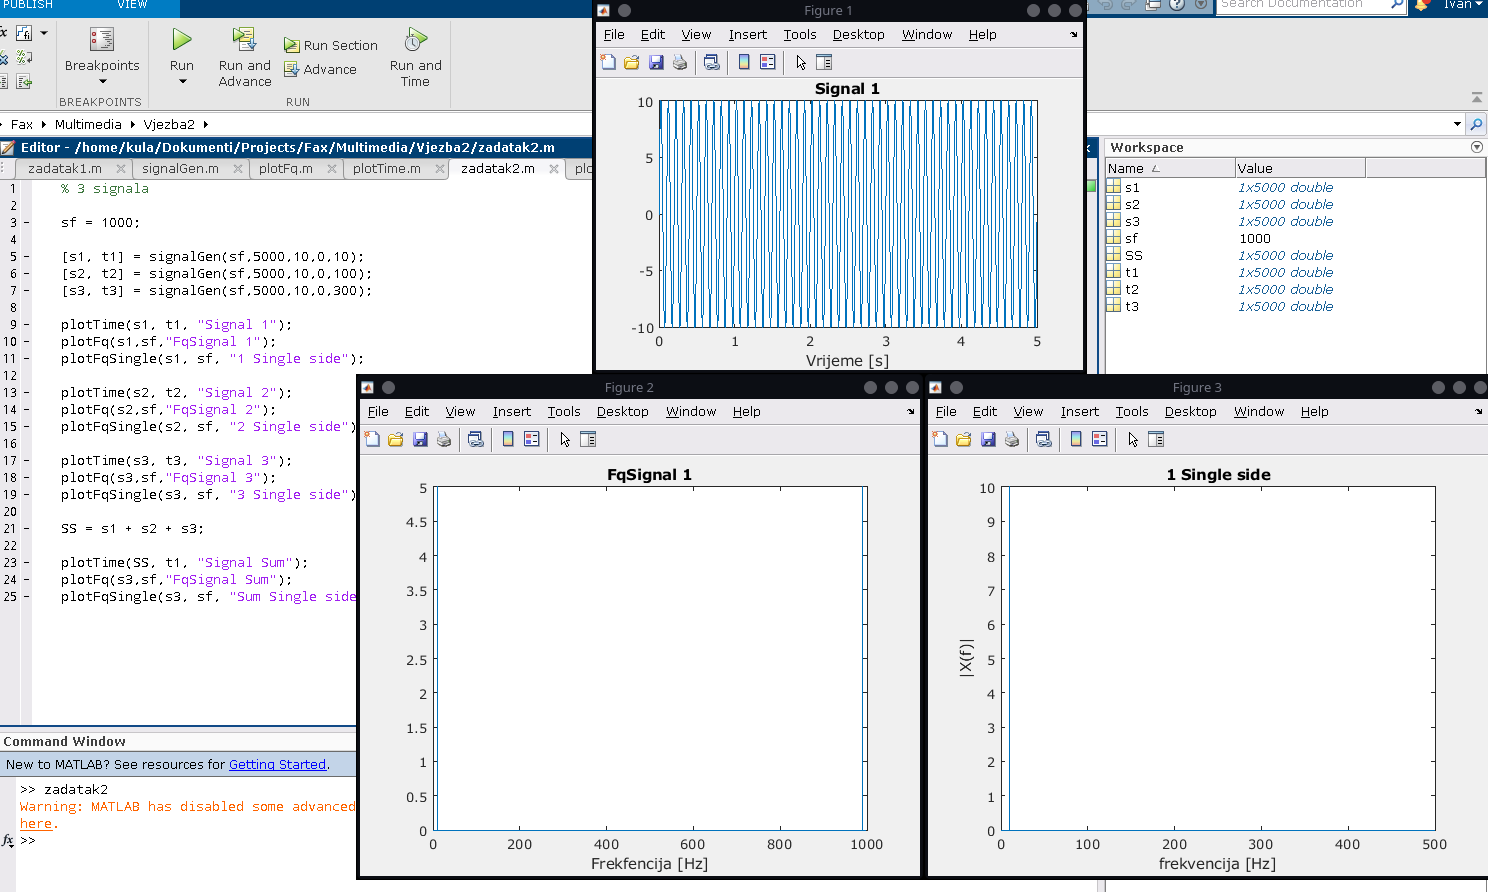 PUBLISH VIEW
Search Documentation Ivan
Breakpoints
Run
Run and Advance
Run Section
Advance
Run and Time
BREAKPOINTS
RUN
Fax Multimedia Vjezba2
Editor - /home/kula/Dokumenti/Projects/Fax/Multimedia/Vjezba2/zadatak2.m
zadatak1.m signalGen.m plotFq.m plotTime.m zadatak2.m
1 % 3 signala
2
3 - sf = 1000;
4
5 - [s1, t1] = signalGen(sf,5000,10,0,10);
6 - [s2, t2] = signalGen(sf,5000,10,0,100);
7 - [s3, t3] = signalGen(sf,5000,10,0,300);
8
9 - plotTime(s1, t1, "Signal 1");
10 - plotFq(s1,sf,"FqSignal 1");
11 - plotFqSingle(s1, sf, "1 Single side");
12
13 - plotTime(s2, t2, "Signal 2");
14 - plotFq(s2,sf,"FqSignal 2");
15 - plotFqSingle(s2, sf, "2 Single side")
16
17 - plotTime(s3, t3, "Signal 3");
18 - plotFq(s3,sf,"FqSignal 3");
19 - plotFqSingle(s3, sf, "3 Single side")
20
21 - SS = s1 + s2 + s3;
22
23 - plotTime(SS, t1, "Signal Sum");
24 - plotFq(s3,sf,"FqSignal Sum");
25 - plotFqSingle(s3, sf, "Sum Single side
Command Window
New to MATLAB? See resources for Getting Started.
>> zadatak2
Warning: MATLAB has disabled some advanced
here.
fx >>
Figure 1
File Edit View Insert Tools Desktop Window Help
Signal 1
10
5
0
-5
-10
0 1 2 3 4 5
Vrijeme [s]
Figure 2
File Edit View Insert Tools Desktop Window Help
FqSignal 1
5
4.5
4
3.5
3
2.5
2
1.5
1
0.5
0
0 200 400 600 800 1000
Frekfencija [Hz]
Figure 3
File Edit View Insert Tools Desktop Window Help
1 Single side
10
9
8
7
6
5
4
3
2
1
0
|X(f)|
0 100 200 300 400 500
frekvencija [Hz]
Workspace
Name Value
s1 1x5000 double
s2 1x5000 double
s3 1x5000 double
sf 1000
SS 1x5000 double
t1 1x5000 double
t2 1x5000 double
t3 1x5000 double